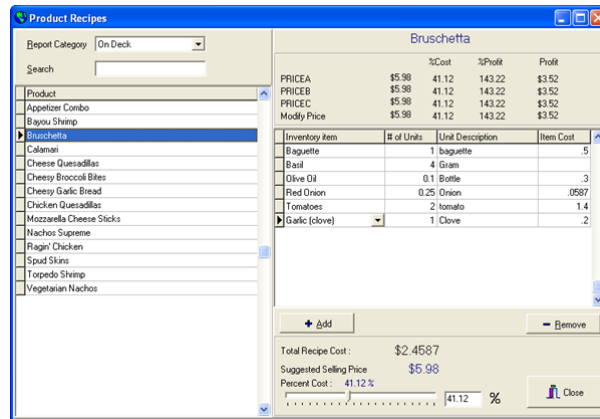 Product Recipes
Report Category On Deck
Search
Product
Appetizer Combo
Bayou Shrimp
Bruschetta
Calamari
Cheese Quesadillas
Cheesy Broccoli Bites
Cheesy Garlic Bread
Chicken Quesadillas
Mozzarella Cheese Sticks
Nachos Supreme
Ragin' Chicken
Spud Skins
Torpedo Shrimp
Vegetarian Nachos
Bruschetta
%Cost %Profit Profit
PRICEA $5.98 41.12 143.22 $3.52
PRICEB $5.98 41.12 143.22 $3.52
PRICEC $5.98 41.12 143.22 $3.52
Modify Price $5.98 41.12 143.22 $3.52
Inventory item # of Units Unit Description Item Cost
Baguette 1 baguette .5
Basil 4 Gram
Olive Oil 0.1 Bottle .3
Red Onion 0.25 Onion .0587
Tomatoes 2 tomato 1.4
Garlic (clove) 1 Clove .2
+ Add
- Remove
Total Recipe Cost : $2.4587
Suggested Selling Price $5.98
Percent Cost : 41.12 %
41.12 %
Close